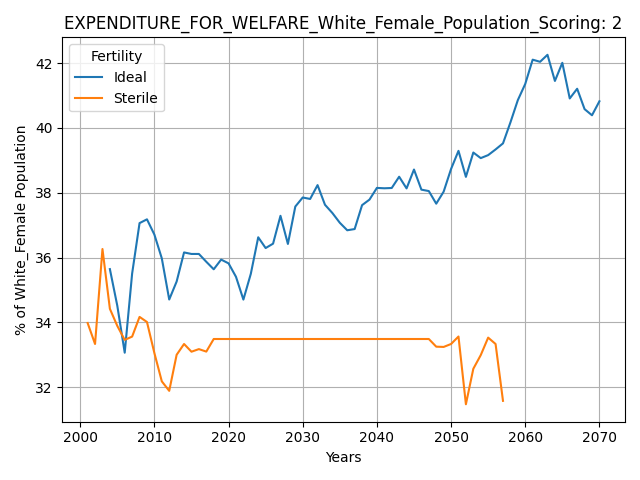 EXPENDITURE_FOR_WELFARE_White_Female_Population_Scoring: 2
Fertility
Ideal
Sterile
% of White_Female Population
42
40
38
36
34
32
2000 2010 2020 2030 2040 2050 2060 2070
Years